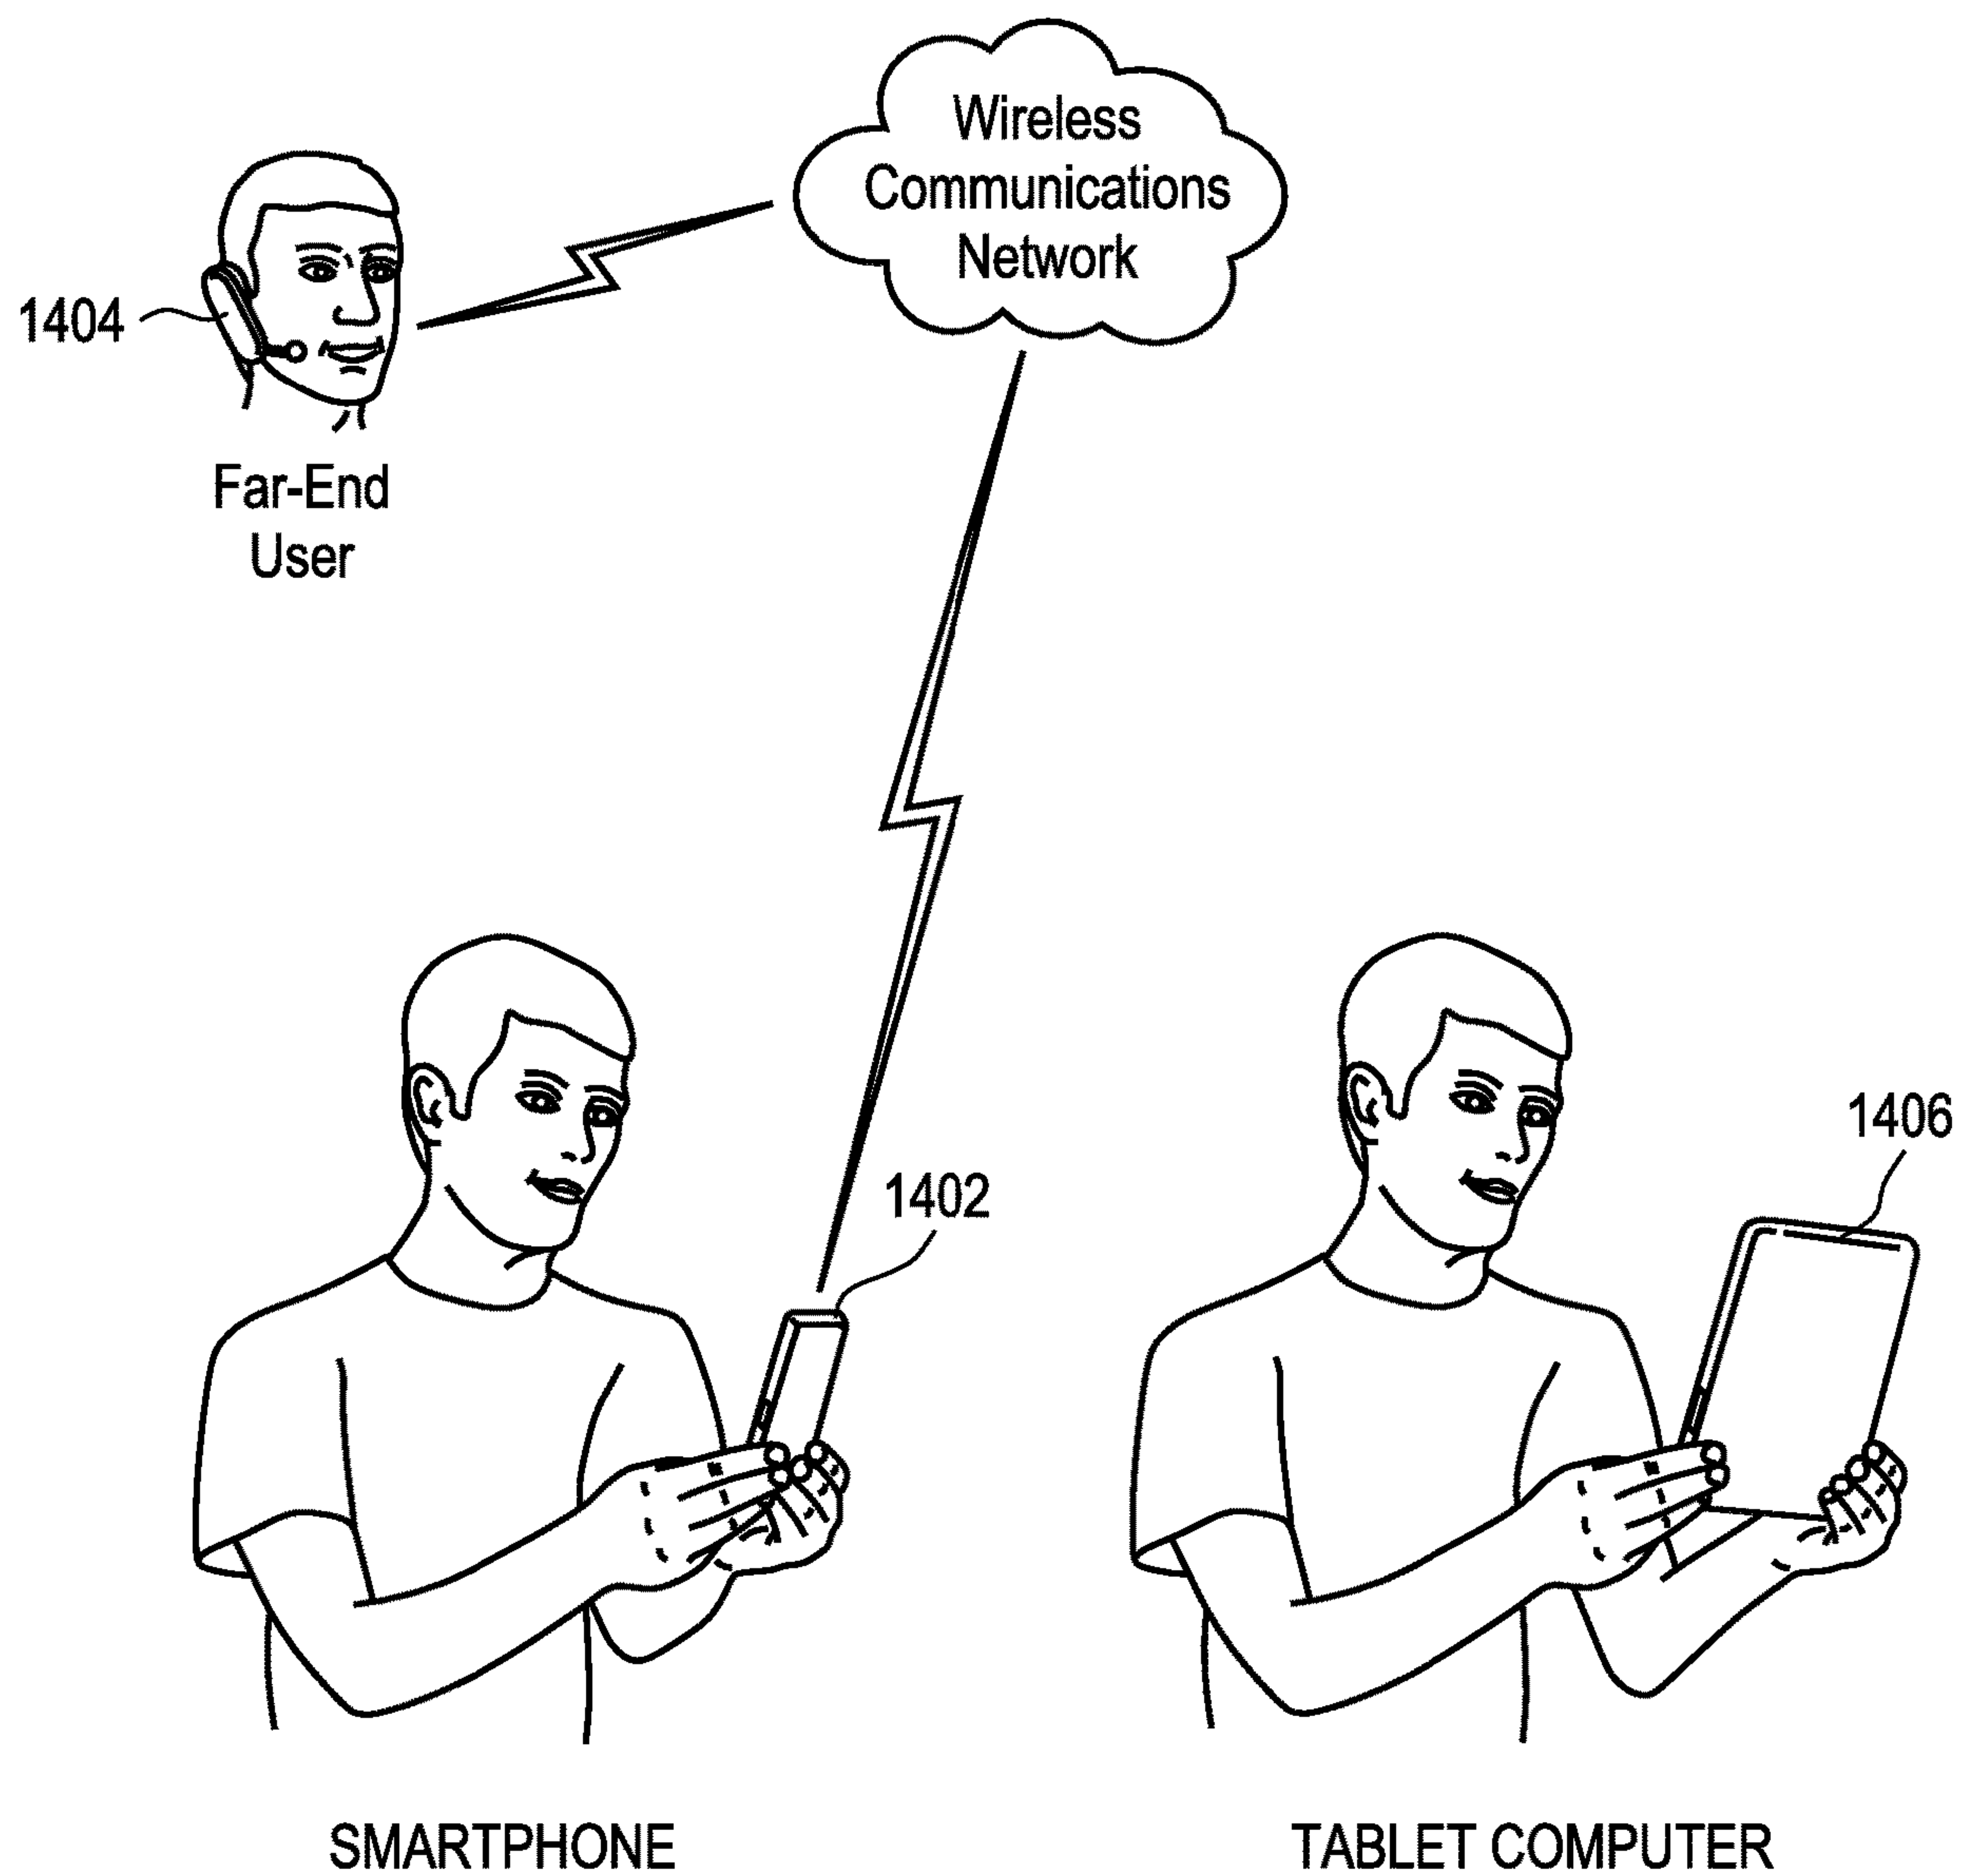 Wireless
Communications
Network
1404
Far-End
User
1406
1402
SMARTPHONE
TABLET COMPUTER